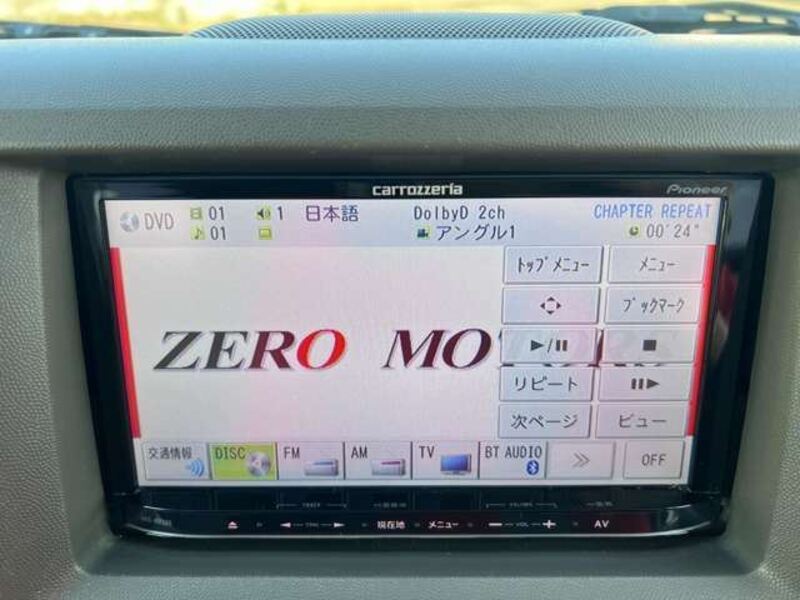 carrozzeria
Pioneer
DVD 01 1 日本語 DolbyD 2ch CHAPTER REPEAT
01 アングル1 00'24"
ﾄｯﾌﾟﾒﾆｭｰ メニュー
ﾌﾞｯｸﾏｰｸ
ZERO MOTORS
▶/II ■
リピート II▶
次ページ ビュー
交通情報 DISC FM AM TV BT AUDIO ≫ OFF
現在地 メニュー − VOL + AV